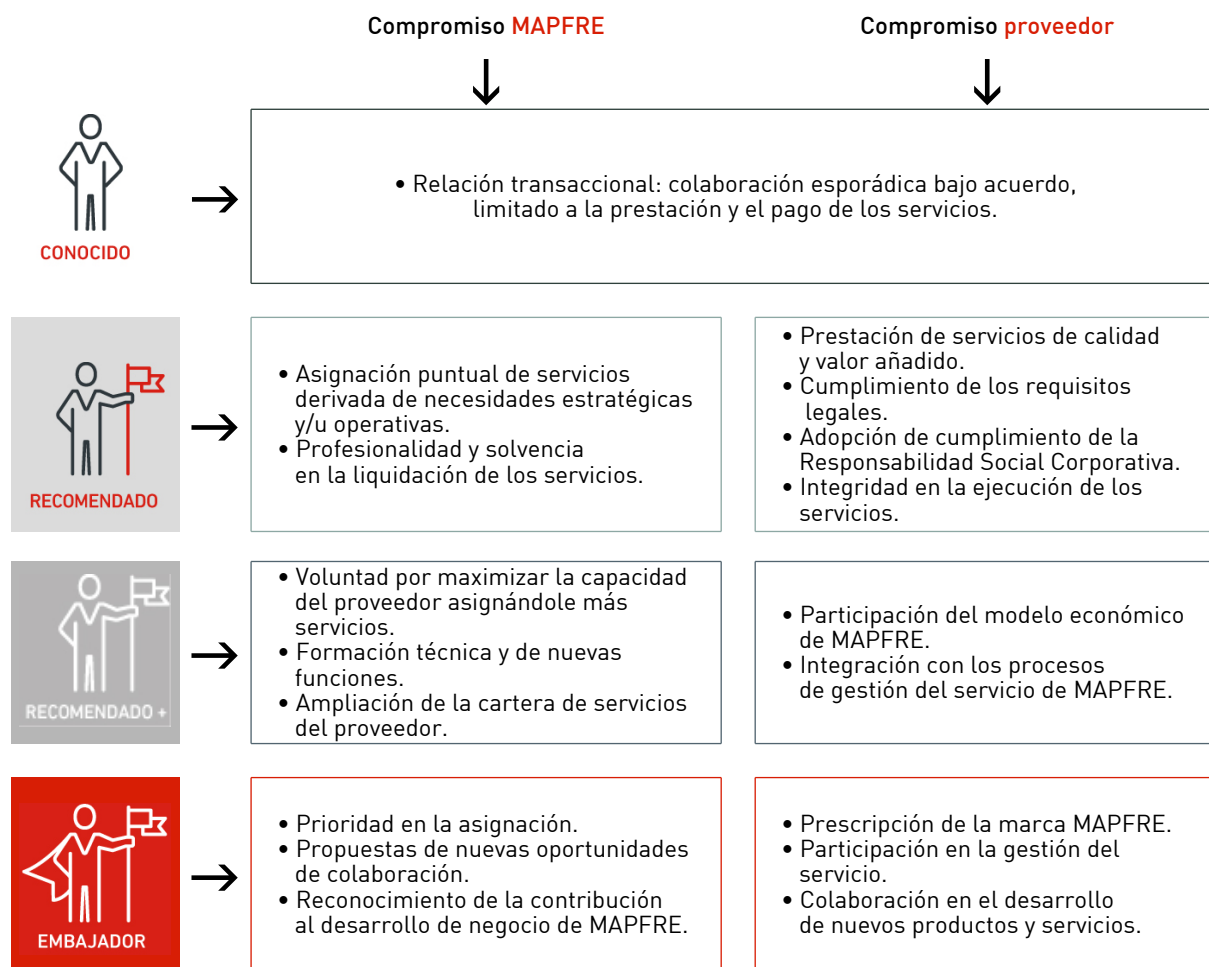 Compromiso MAPFRE
Compromiso proveedor
CONOCIDO
• Relación transaccional: colaboración esporádica bajo acuerdo,
limitado a la prestación y el pago de los servicios.
RECOMENDADO
• Asignación puntual de servicios
derivada de necesidades estratégicas
y/u operativas.
• Profesionalidad y solvencia
en la liquidación de los servicios.
• Prestación de servicios de calidad
y valor añadido.
• Cumplimiento de los requisitos
legales.
• Adopción de cumplimiento de la
Responsabilidad Social Corporativa.
• Integridad en la ejecución de los
servicios.
RECOMENDADO +
• Voluntad por maximizar la capacidad
del proveedor asignándole más
servicios.
• Formación técnica y de nuevas
funciones.
• Ampliación de la cartera de servicios
del proveedor.
• Participación del modelo económico
de MAPFRE.
• Integración con los procesos
de gestión del servicio de MAPFRE.
EMBAJADOR
• Prioridad en la asignación.
• Propuestas de nuevas oportunidades
de colaboración.
• Reconocimiento de la contribución
al desarrollo de negocio de MAPFRE.
• Prescripción de la marca MAPFRE.
• Participación en la gestión del
servicio.
• Colaboración en el desarrollo
de nuevos productos y servicios.